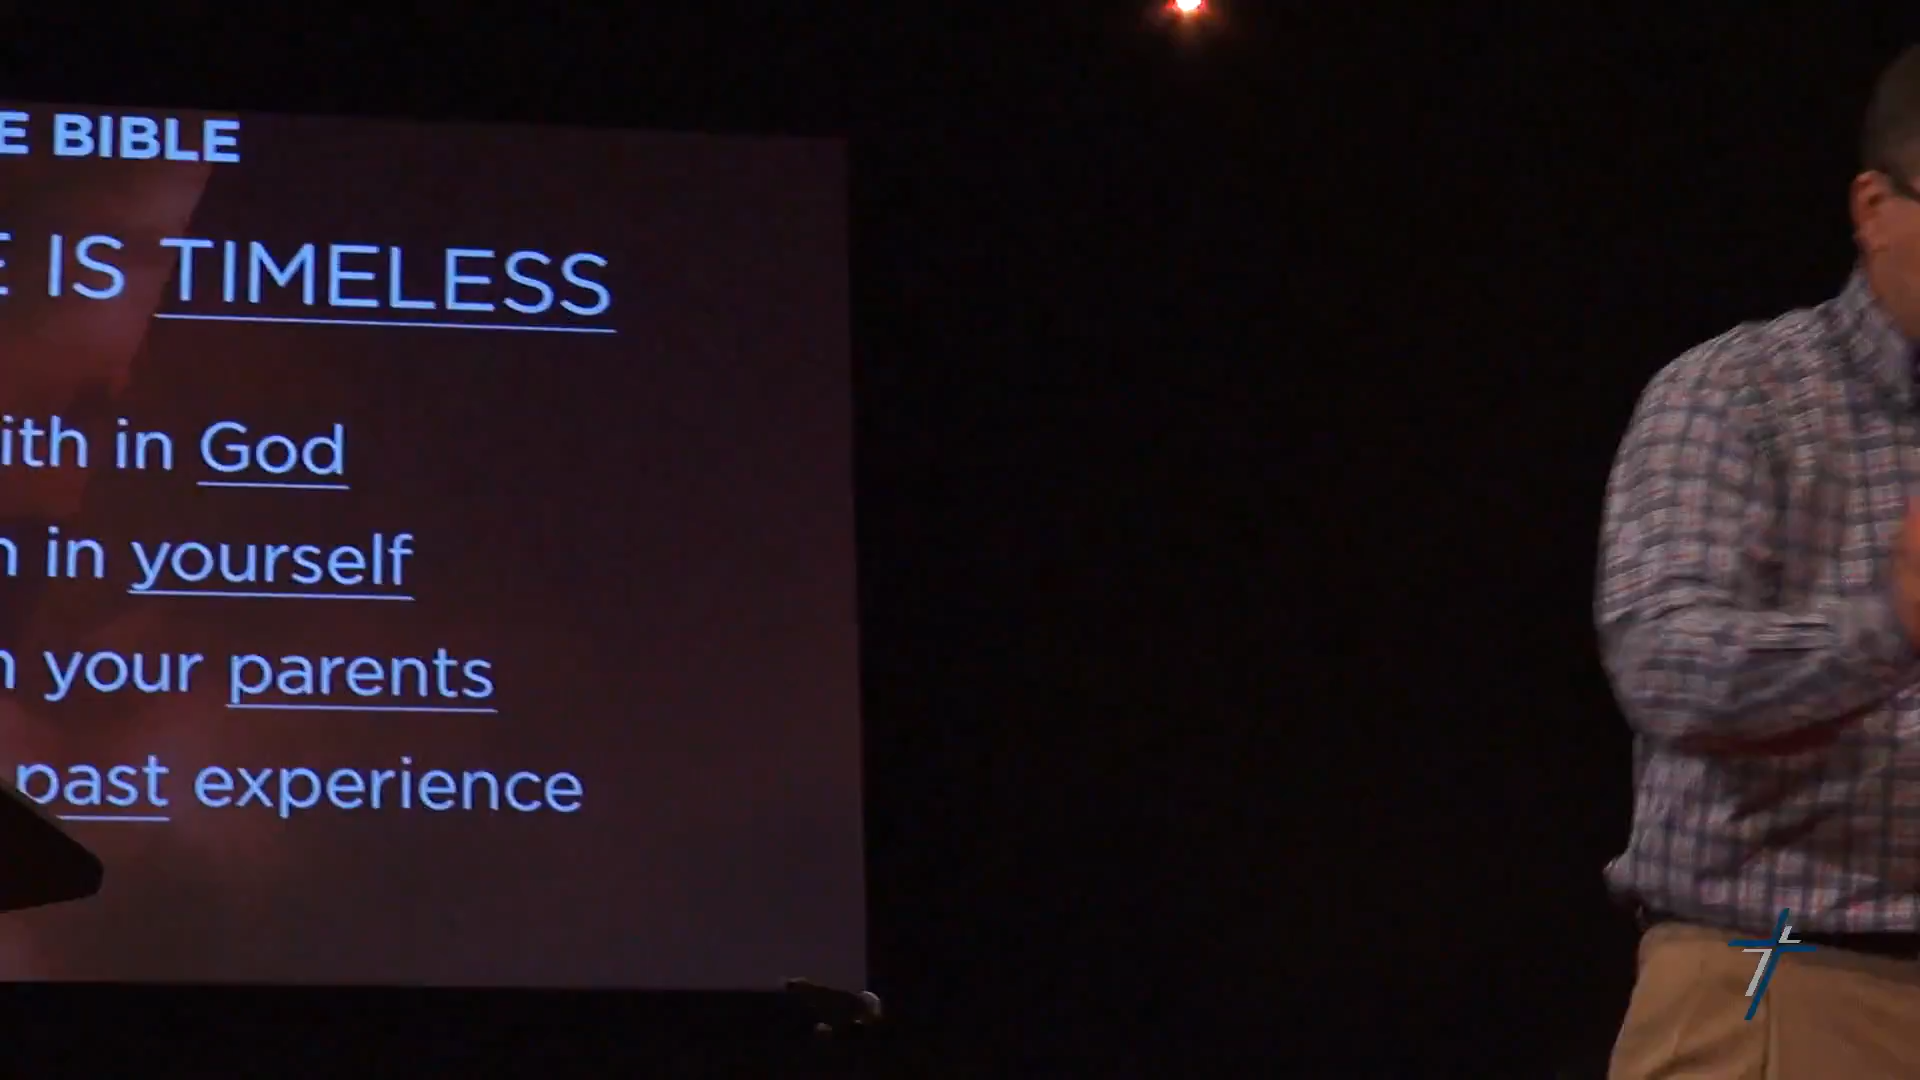 E BIBLE
E IS TIMELESS
ith in God
n in yourself
n your parents
past experience